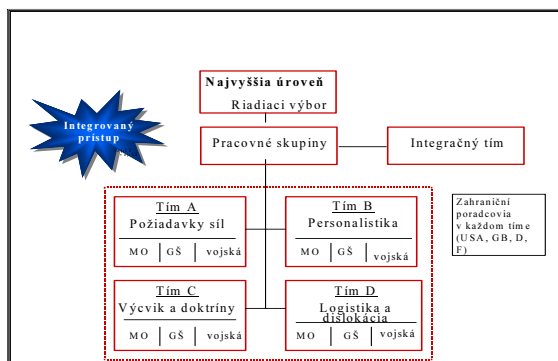 Najvyššia úroveň
Riadiaci výbor
Integrovaný
prístup
Pracovné skupiny
Integračný tím
Tím A
Požiadavky síl
MO GŠ vojská
Tím B
Personalistika
MO GŠ vojská
Zahraniční
poradcovia
v každom tíme
(USA, GB, D,
F)
Tím C
Výcvik a doktríny
MO GŠ vojská
Tím D
Logistika a
dislokácia
MO GŠ vojská